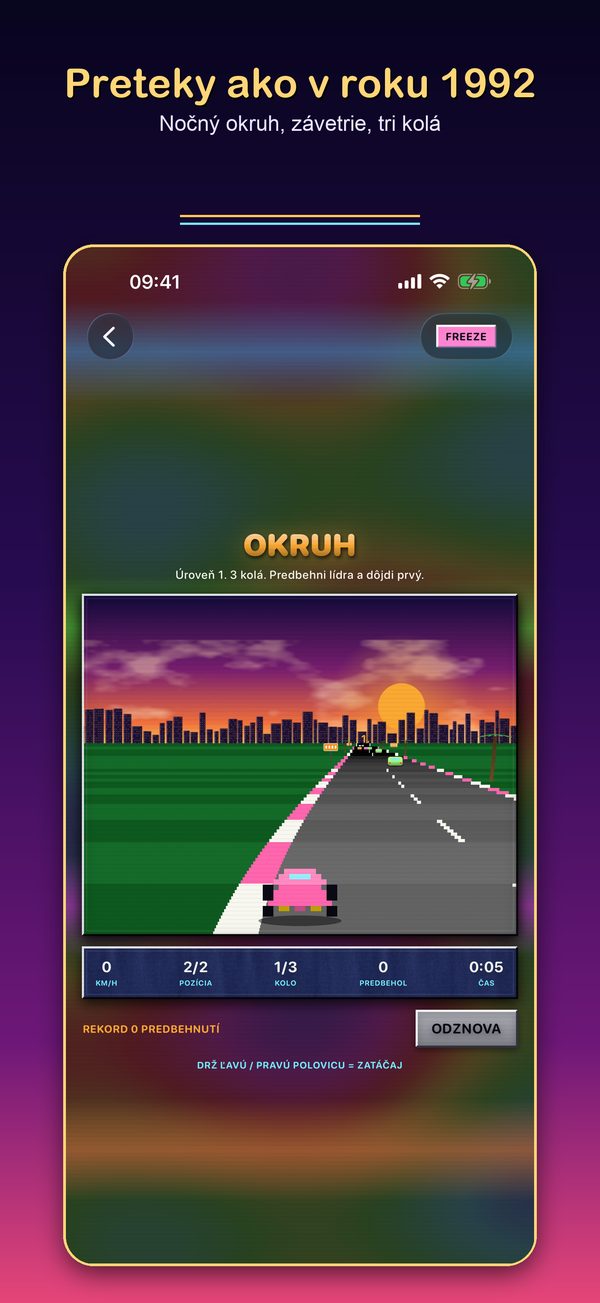 Preteky ako v roku 1992
Nočný okruh, závetrie, tri kolá
09:41
FREEZE
OKRUH
Úroveň 1. 3 kolá. Predbehni lídra a dôjdi prvý.
0 2/2 1/3 0 0:05
KM/H POZÍCIA KOLO PREDBEHOL ČAS
REKORD 0 PREDBEHNUTÍ
ODZNOVA
DRŽ ĽAVÚ / PRAVÚ POLOVICU = ZATÁČAJ